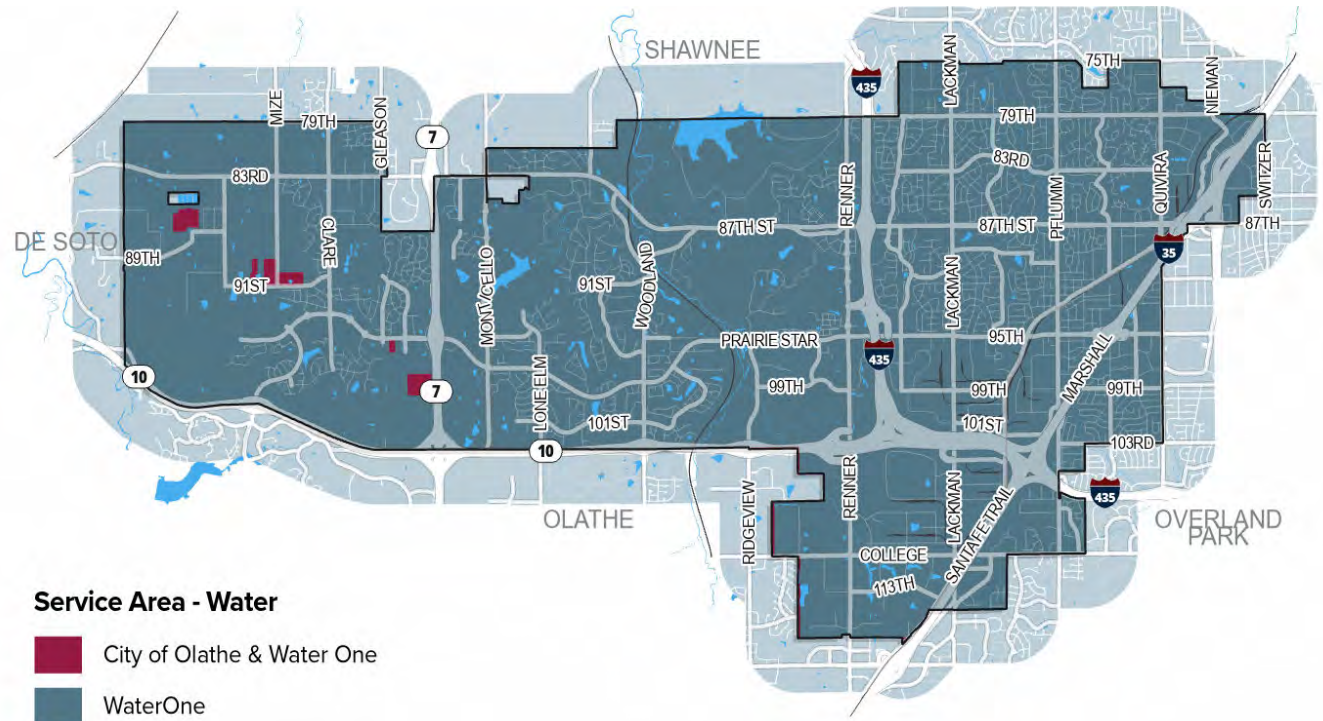 SHAWNEE
75TH
435
LACKMAN
NIEMAN
MIZE
79TH
GLEASON
7
RENNER
79TH
83RD
83RD
PFLUMM
QUIVIRA
SWITZER
CLARE
87TH ST
87TH ST
87TH
DE SOTO
89TH
35
MONTICELLO
91ST
91ST
WOODLAND
LACKMAN
PRAIRIE STAR
435
95TH
MARSHALL
10
7
LONE ELM
99TH
99TH
99TH
101ST
101ST
103RD
10
RIDGEVIEW
RENNER
LACKMAN
SANTA FE TRAIL
435
OLATHE
OVERLAND
PARK
COLLEGE
113TH
Service Area - Water
City of Olathe & Water One
WaterOne